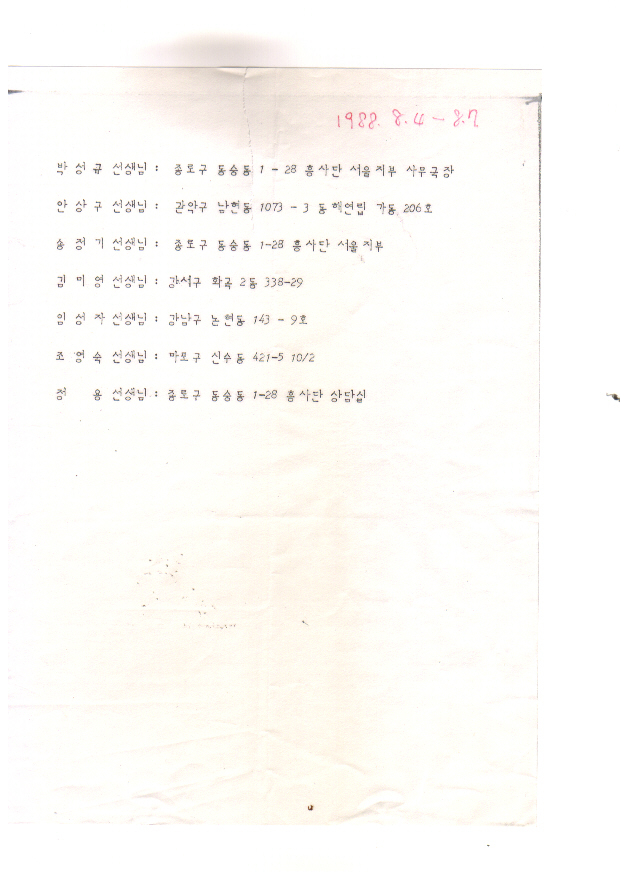 1988. 8.4 - 8.7
박 성 규 선생님 : 종로구 동숭동 1 - 28 흥사단 서울지부 사무국장
안 상 구 선생님 : 관악구 남현동 1073 - 3 동해연립 가동 206호
송 정 기 선생님 : 종로구 동숭동 1-28 흥사단 서울지부
김 미 영 선생님 : 강서구 화곡 2동 338-29
임 성 자 선생님 : 강남구 논현동 143 - 9호
조 영 숙 선생님 : 마포구 신수동 421-5 10/2
정 용 선생님 : 종로구 동숭동 1-28 흥사단 상담실